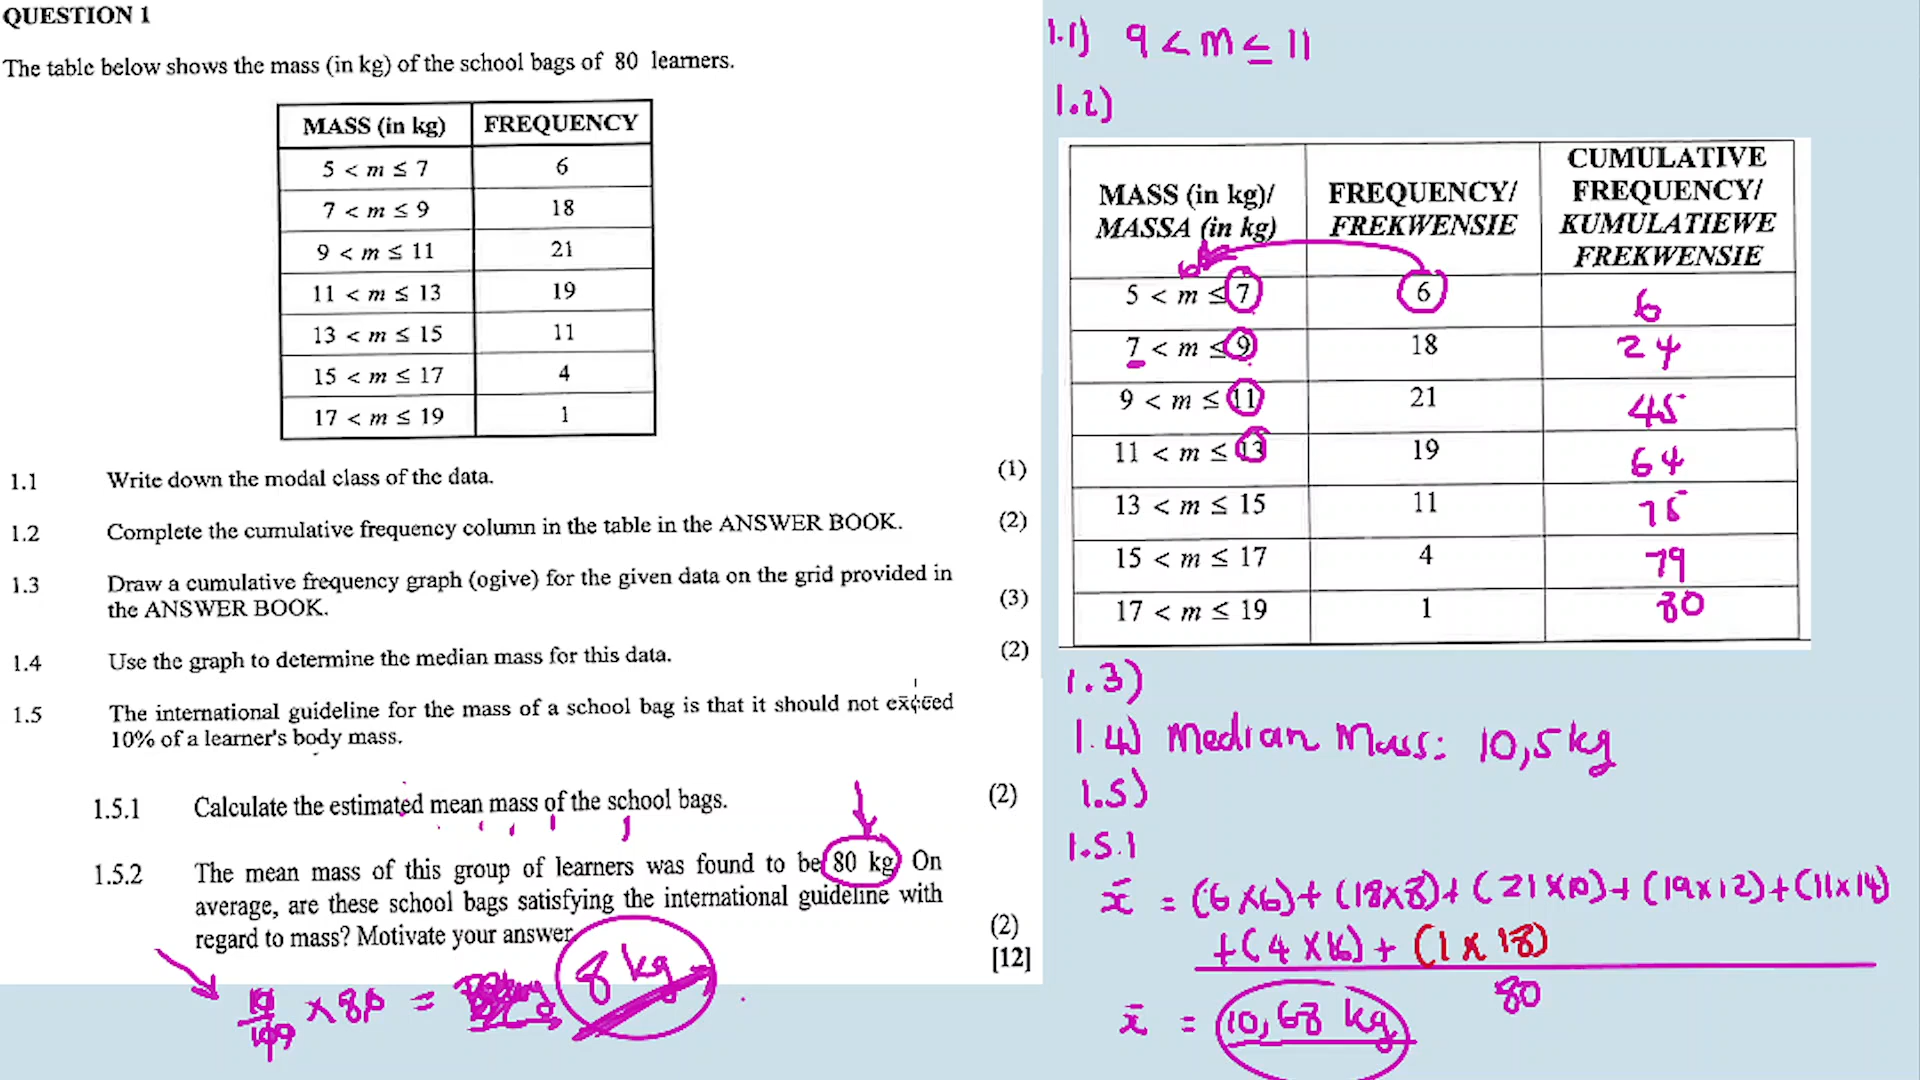 QUESTION 1
The table below shows the mass (in kg) of the school bags of 80 learners.
MASS (in kg) FREQUENCY
5 < m ≤ 7 6
7 < m ≤ 9 18
9 < m ≤ 11 21
11 < m ≤ 13 19
13 < m ≤ 15 11
15 < m ≤ 17 4
17 < m ≤ 19 1
1.1 Write down the modal class of the data. (1)
1.2 Complete the cumulative frequency column in the table in the ANSWER BOOK. (2)
1.3 Draw a cumulative frequency graph (ogive) for the given data on the grid provided in
the ANSWER BOOK. (3)
1.4 Use the graph to determine the median mass for this data. (2)
1.5 The international guideline for the mass of a school bag is that it should not exceed
10% of a learner's body mass.
1.5.1 Calculate the estimated mean mass of the school bags. (2)
1.5.2 The mean mass of this group of learners was found to be 80 kg. On
average, are these school bags satisfying the international guideline with
regard to mass? Motivate your answer. (2)
[12]
10/100 × 80 = 8 kg
1.1) 9 < m ≤ 11
1.2)
MASS (in kg)/ MASSA (in kg) FREQUENCY/ FREKWENSIE CUMULATIVE FREQUENCY/ KUMULATIEWE FREKWENSIE
6
5 < m ≤ 7 6 6
7 < m ≤ 9 18 24
9 < m ≤ 11 21 45
11 < m ≤ 13 19 64
13 < m ≤ 15 11 75
15 < m ≤ 17 4 79
17 < m ≤ 19 1 80
1.3)
1.4) Median Mass: 10,5 kg
1.5)
1.5.1
x̄ = (6×6)+(18×8)+(21×10)+(19×12)+(11×14)
+(4×16)+(1×18)
80
x̄ = 10,68 kg